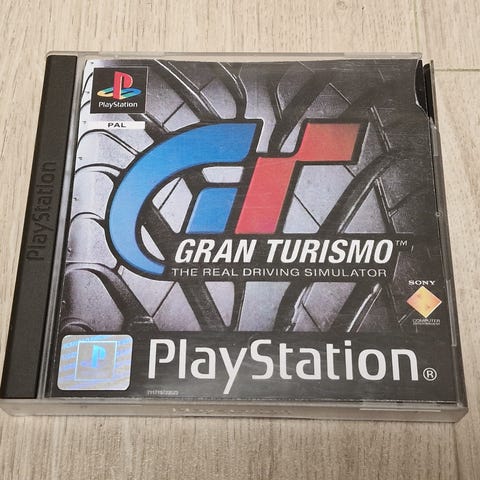 PlayStation
PAL
PlayStation
GT
GRAN TURISMO™
THE REAL DRIVING SIMULATOR
SONY
COMPUTER
ENTERTAINMENT
PlayStation®